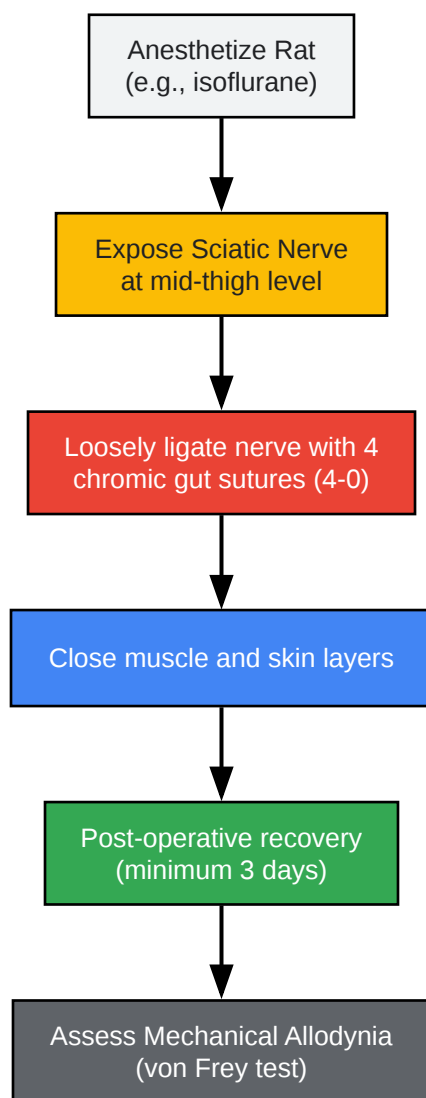 Anesthetize Rat
(e.g., isoflurane)
Expose Sciatic Nerve
at mid-thigh level
Loosely ligate nerve with 4
chromic gut sutures (4-0)
Close muscle and skin layers
Post-operative recovery
(minimum 3 days)
Assess Mechanical Allodynia
(von Frey test)